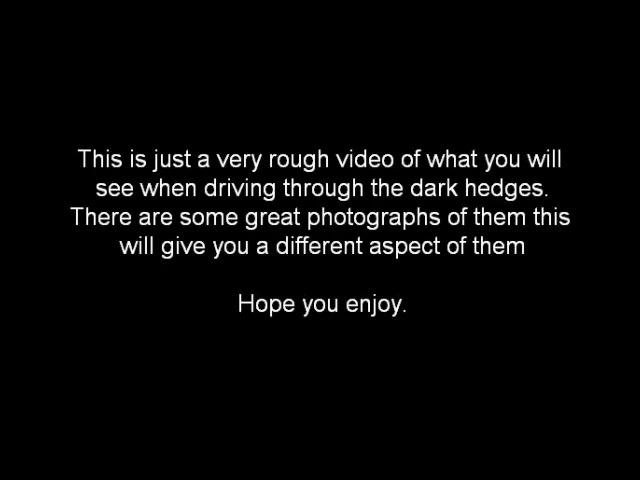 This is just a very rough video of what you will
see when driving through the dark hedges.
There are some great photographs of them this
will give you a different aspect of them
Hope you enjoy.